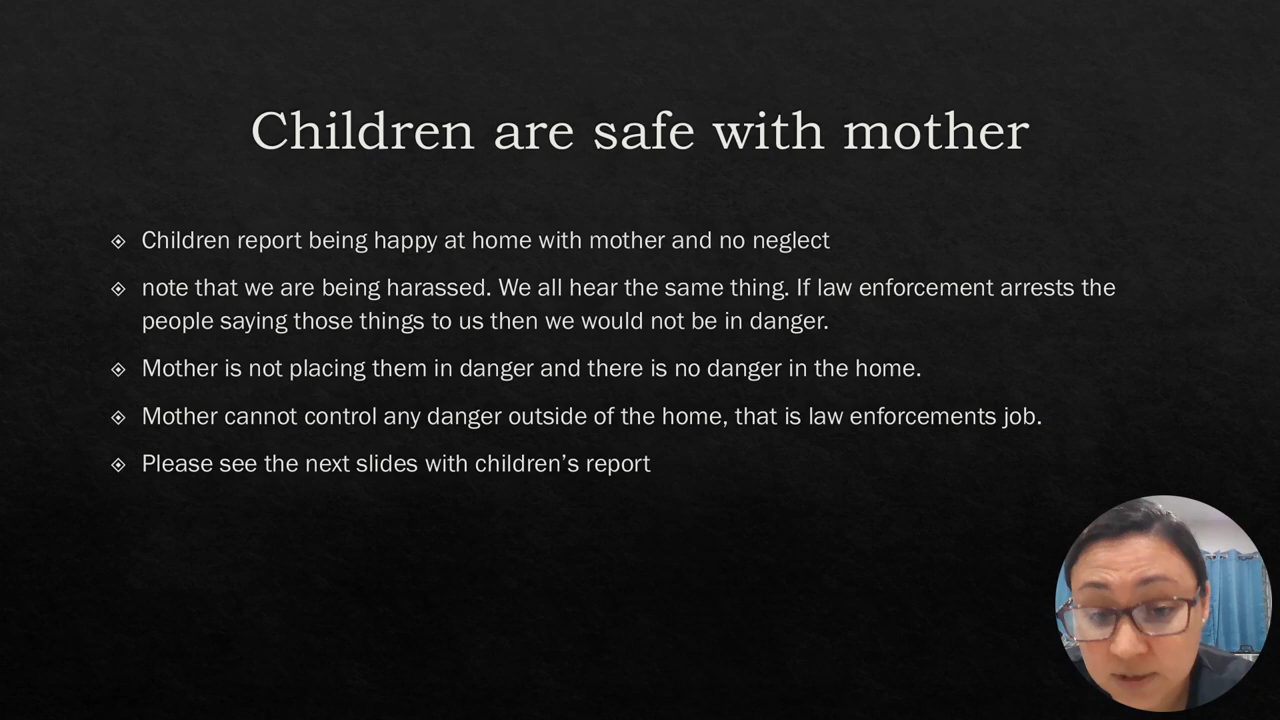 Children are safe with mother
Children report being happy at home with mother and no neglect
note that we are being harassed. We all hear the same thing. If law enforcement arrests the
people saying those things to us then we would not be in danger.
Mother is not placing them in danger and there is no danger in the home.
Mother cannot control any danger outside of the home, that is law enforcements job.
Please see the next slides with children’s report